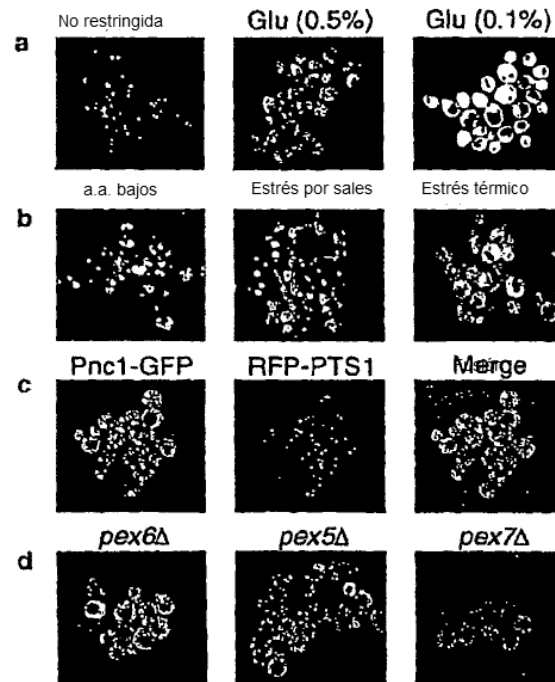 No restringida Glu (0.5%) Glu (0.1%)
a
a.a. bajos Estrés por sales Estrés térmico
b
Pnc1-GFP RFP-PTS1 Merge
c
pex6Δ pex5Δ pex7Δ
d